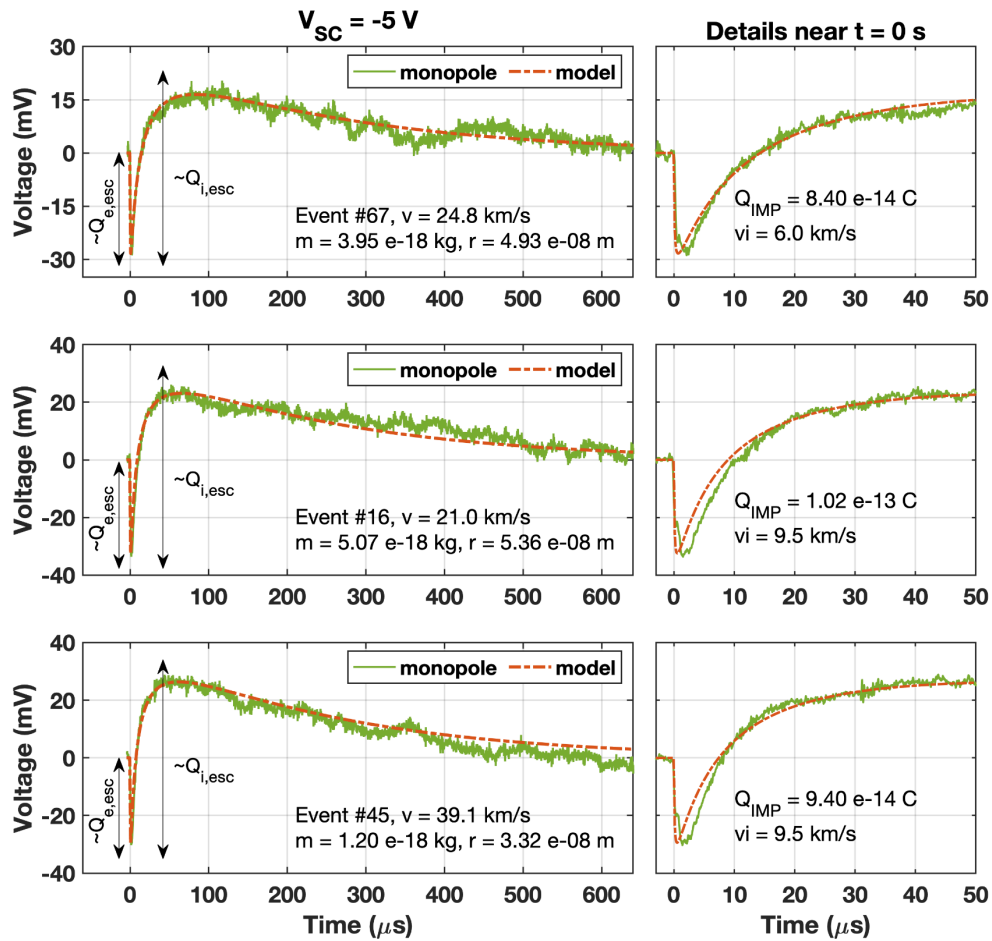 V_SC = -5 V
Details near t = 0 s
30
15
0
-15
-30
Voltage (mV)
~Q_e,esc
~Q_i,esc
monopole
model
Event #67, v = 24.8 km/s
m = 3.95 e-18 kg, r = 4.93 e-08 m
0 100 200 300 400 500 600
Q_IMP = 8.40 e-14 C
vi = 6.0 km/s
0 10 20 30 40 50
40
20
0
-20
-40
Voltage (mV)
~Q_e,esc
~Q_i,esc
monopole
model
Event #16, v = 21.0 km/s
m = 5.07 e-18 kg, r = 5.36 e-08 m
0 100 200 300 400 500 600
Q_IMP = 1.02 e-13 C
vi = 9.5 km/s
0 10 20 30 40 50
40
20
0
-20
-40
Voltage (mV)
~Q_e,esc
~Q_i,esc
monopole
model
Event #45, v = 39.1 km/s
m = 1.20 e-18 kg, r = 3.32 e-08 m
0 100 200 300 400 500 600
Time (μs)
Q_IMP = 9.40 e-14 C
vi = 9.5 km/s
0 10 20 30 40 50
Time (μs)